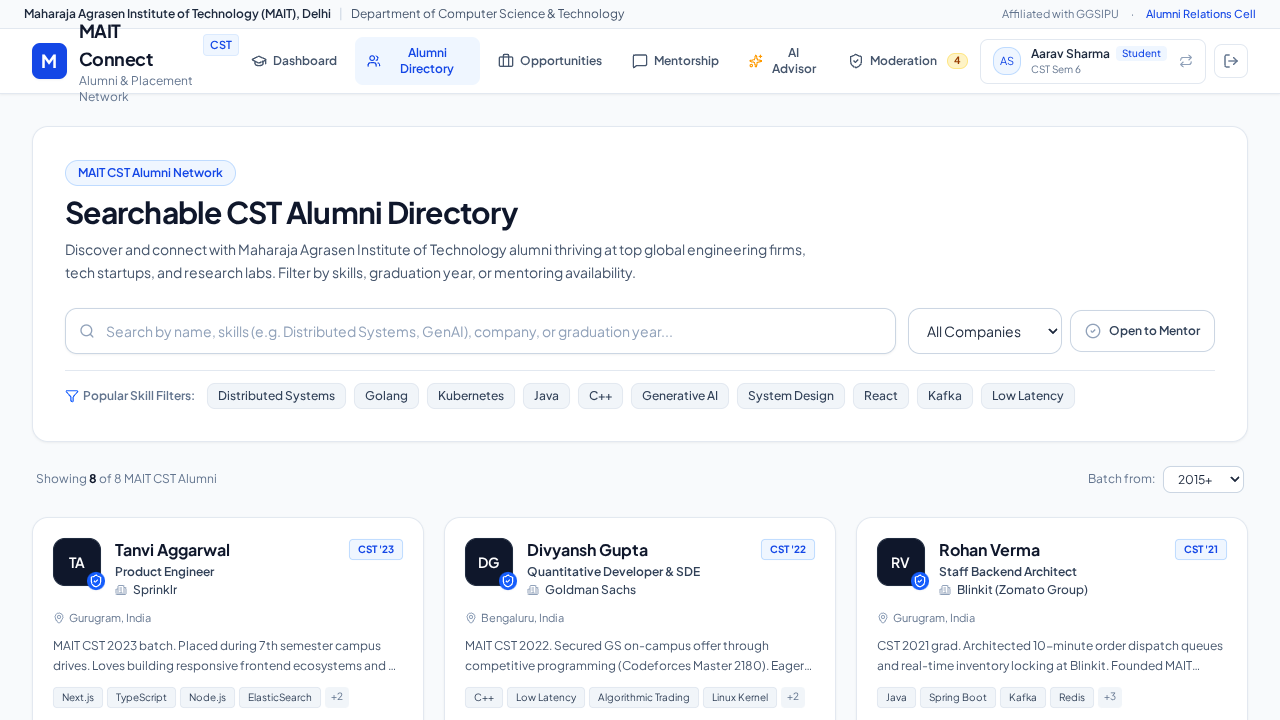 Maharaja Agrasen Institute of Technology (MAIT), Delhi | Department of Computer Science & Technology
Affiliated with GGSIPU · Alumni Relations Cell
M
MAIT Connect
CST
Alumni & Placement Network
Dashboard
Alumni Directory
Opportunities
Mentorship
AI Advisor
Moderation 4
AS
Aarav Sharma Student
CST Sem 6
MAIT CST Alumni Network
Searchable CST Alumni Directory
Discover and connect with Maharaja Agrasen Institute of Technology alumni thriving at top global engineering firms,
tech startups, and research labs. Filter by skills, graduation year, or mentoring availability.
Search by name, skills (e.g. Distributed Systems, GenAI), company, or graduation year...
All Companies
Open to Mentor
Popular Skill Filters: Distributed Systems Golang Kubernetes Java C++ Generative AI System Design React Kafka Low Latency
Showing 8 of 8 MAIT CST Alumni
Batch from: 2015+
TA
Tanvi Aggarwal
CST '23
Product Engineer
Sprinklr
Gurugram, India
MAIT CST 2023 batch. Placed during 7th semester campus
drives. Loves building responsive frontend ecosystems and ...
Next.js TypeScript Node.js ElasticSearch +2
DG
Divyansh Gupta
CST '22
Quantitative Developer & SDE
Goldman Sachs
Bengaluru, India
MAIT CST 2022. Secured GS on-campus offer through
competitive programming (Codeforces Master 2180). Eager...
C++ Low Latency Algorithmic Trading Linux Kernel +2
RV
Rohan Verma
CST '21
Staff Backend Architect
Blinkit (Zomato Group)
Gurugram, India
CST 2021 grad. Architected 10-minute order dispatch queues
and real-time inventory locking at Blinkit. Founded MAIT...
Java Spring Boot Kafka Redis +3